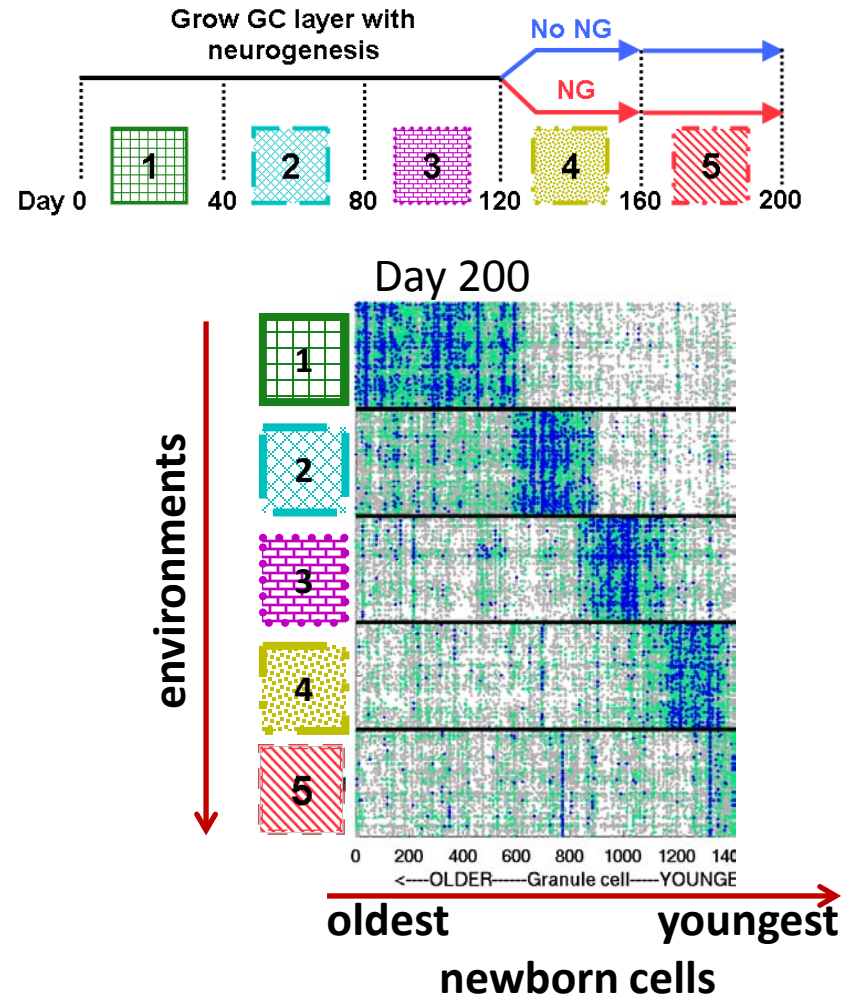 Grow GC layer with
neurogenesis
No NG
NG
1
2
3
4
5
Day 0
40
80
120
160
200
Day 200
environments
1
2
3
4
5
0 200 400 600 800 1000 1200 140
<----OLDER------Granule cell-----YOUNGE
oldest
youngest
newborn cells